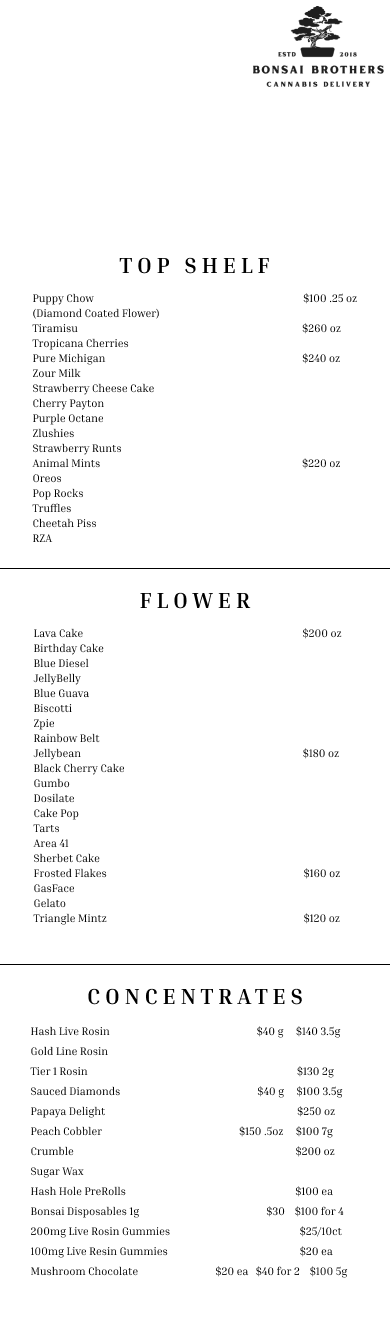 ESTD 2018
BONSAI BROTHERS
CANNABIS DELIVERY
TOP SHELF
Puppy Chow $100 .25 oz
(Diamond Coated Flower)
Tiramisu $260 oz
Tropicana Cherries
Pure Michigan $240 oz
Zour Milk
Strawberry Cheese Cake
Cherry Payton
Purple Octane
Zlushies
Strawberry Runts
Animal Mints $220 oz
Oreos
Pop Rocks
Truffles
Cheetah Piss
RZA
FLOWER
Lava Cake $200 oz
Birthday Cake
Blue Diesel
JellyBelly
Blue Guava
Biscotti
Zpie
Rainbow Belt
Jellybean $180 oz
Black Cherry Cake
Gumbo
Dosilate
Cake Pop
Tarts
Area 41
Sherbet Cake
Frosted Flakes $160 oz
GasFace
Gelato
Triangle Mintz $120 oz
CONCENTRATES
Hash Live Rosin $40 g $140 3.5g
Gold Line Rosin
Tier 1 Rosin $130 2g
Sauced Diamonds $40 g $100 3.5g
Papaya Delight $250 oz
Peach Cobbler $150 .5oz $100 7g
Crumble $200 oz
Sugar Wax
Hash Hole PreRolls $100 ea
Bonsai Disposables 1g $30 $100 for 4
200mg Live Rosin Gummies $25/10ct
100mg Live Resin Gummies $20 ea
Mushroom Chocolate $20 ea $40 for 2 $100 5g